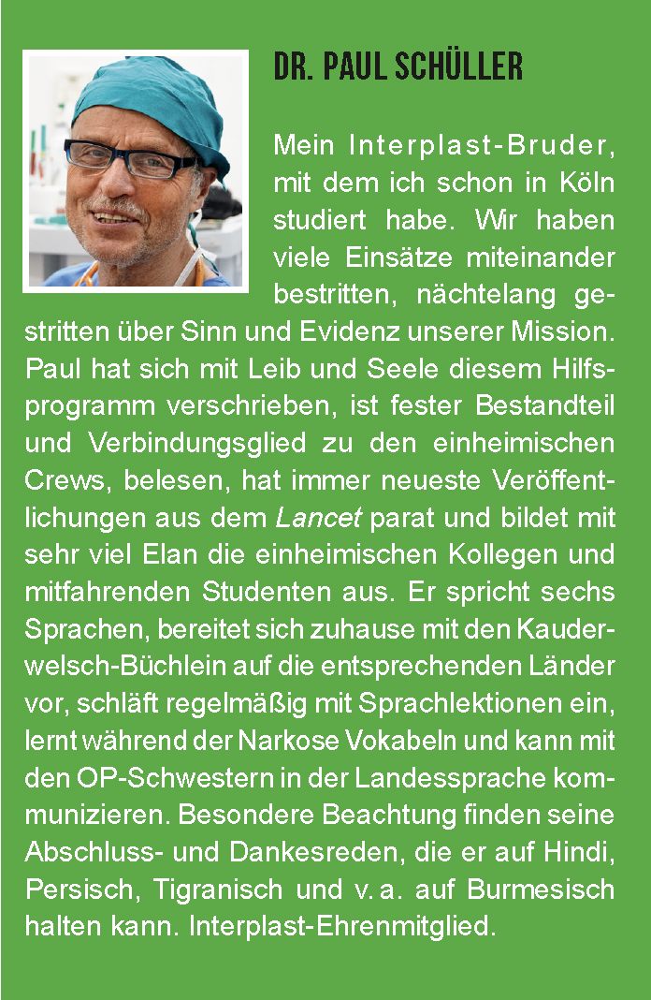 DR. PAUL SCHÜLLER
Mein Interplast-Bruder,
mit dem ich schon in Köln
studiert habe. Wir haben
viele Einsätze miteinander
bestritten, nächtelang ge-
stritten über Sinn und Evidenz unserer Mission.
Paul hat sich mit Leib und Seele diesem Hilfs-
programm verschrieben, ist fester Bestandteil
und Verbindungsglied zu den einheimischen
Crews, belesen, hat immer neueste Veröffent-
lichungen aus dem Lancet parat und bildet mit
sehr viel Elan die einheimischen Kollegen und
mitfahrenden Studenten aus. Er spricht sechs
Sprachen, bereitet sich zuhause mit den Kauder-
welsch-Büchlein auf die entsprechenden Länder
vor, schläft regelmäßig mit Sprachlektionen ein,
lernt während der Narkose Vokabeln und kann mit
den OP-Schwestern in der Landessprache kom-
munizieren. Besondere Beachtung finden seine
Abschluss- und Dankesreden, die er auf Hindi,
Persisch, Tigranisch und v. a. auf Burmesisch
halten kann. Interplast-Ehrenmitglied.